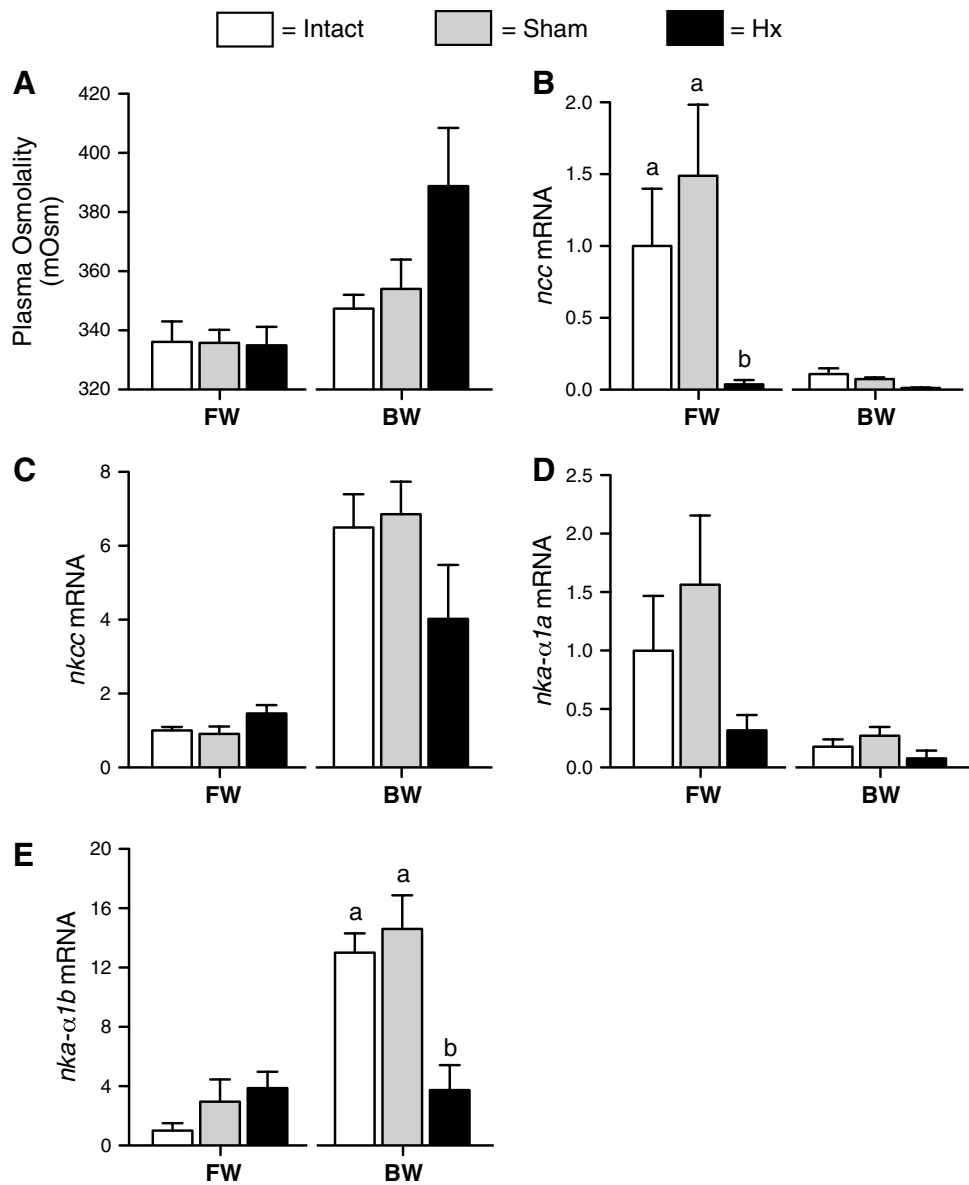 = Intact = Sham = Hx
A
Plasma Osmolality
(mOsm)
420
400
380
360
340
320
FW BW
B
ncc mRNA
2.0
1.5
1.0
0.5
0.0
a a b
FW BW
C
nkcc mRNA
8
6
4
2
0
FW BW
D
nka-α1a mRNA
2.5
2.0
1.5
1.0
0.5
0.0
FW BW
E
nka-α1b mRNA
20
16
12
8
4
0
a a b
FW BW